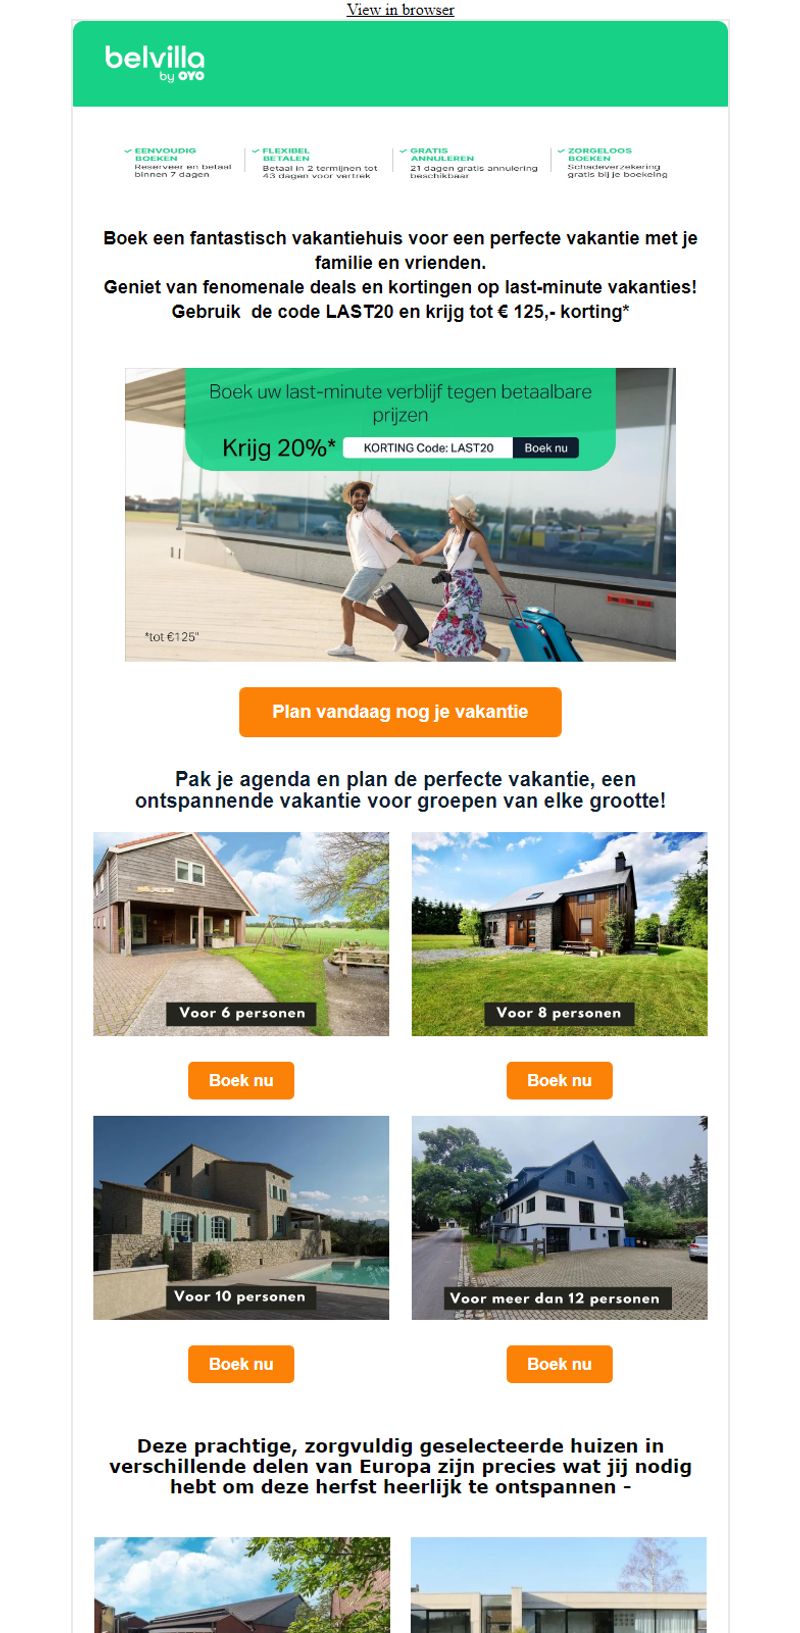 View in browser
belvilla
by OYO
EENVOUDIG
BOEKEN
Reserveer en betaal
binnen 7 dagen
FLEXIBEL
BETALEN
Betaal in 2 termijnen tot
43 dagen voor vertrek
GRATIS
ANNULEREN
21 dagen gratis annulering
beschikbaar
ZORGELOOS
BOEKEN
Schadeverzekering
gratis bij je boeking
Boek een fantastisch vakantiehuis voor een perfecte vakantie met je
familie en vrienden.
Geniet van fenomenale deals en kortingen op last-minute vakanties!
Gebruik de code LAST20 en krijg tot € 125,- korting*
Boek uw last-minute verblijf tegen betaalbare
prijzen
Krijg 20%* KORTING Code: LAST20 Boek nu
*tot €125"
Plan vandaag nog je vakantie
Pak je agenda en plan de perfecte vakantie, een
ontspannende vakantie voor groepen van elke grootte!
Voor 6 personen
Voor 8 personen
Boek nu
Boek nu
Voor 10 personen
Voor meer dan 12 personen
Boek nu
Boek nu
Deze prachtige, zorgvuldig geselecteerde huizen in
verschillende delen van Europa zijn precies wat jij nodig
hebt om deze herfst heerlijk te ontspannen -